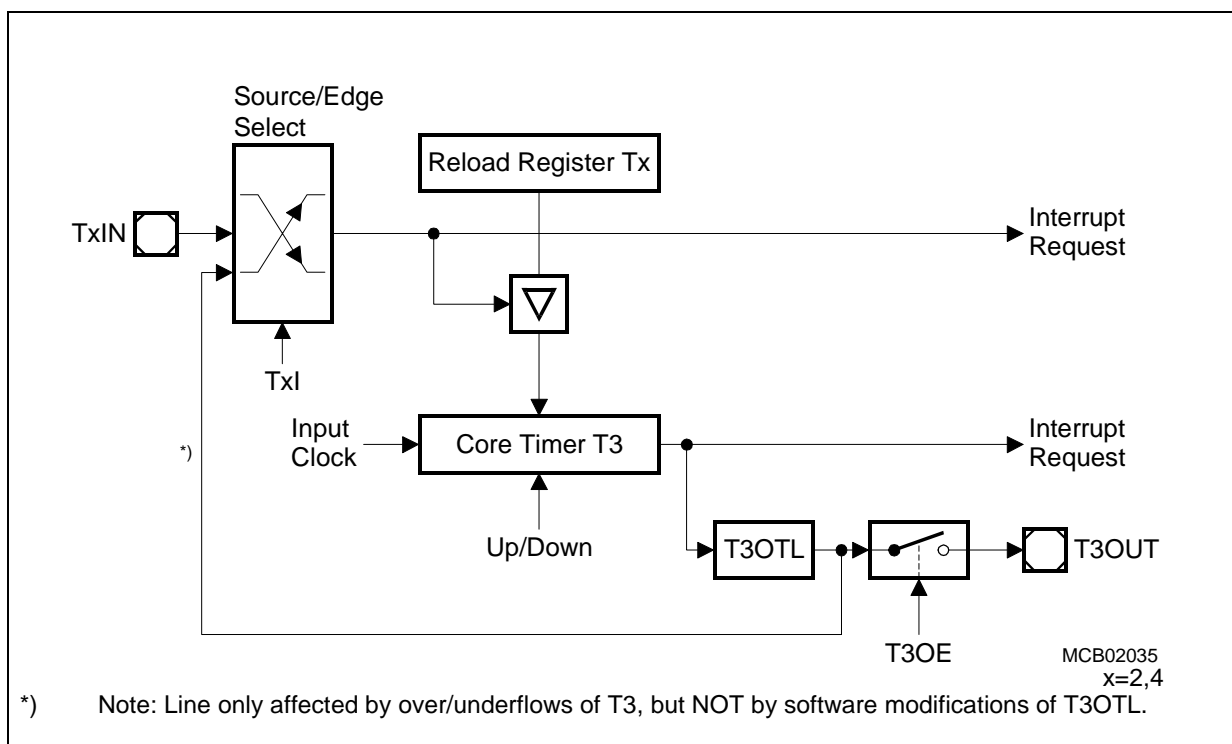 Source/Edge
Select
Reload Register Tx
TxIN
Interrupt
Request
TxI
Input
Clock
Core Timer T3
Interrupt
Request
*)
Up/Down
T3OTL
T3OUT
T3OE
MCB02035
x=2,4
*) Note: Line only affected by over/underflows of T3, but NOT by software modifications of T3OTL.